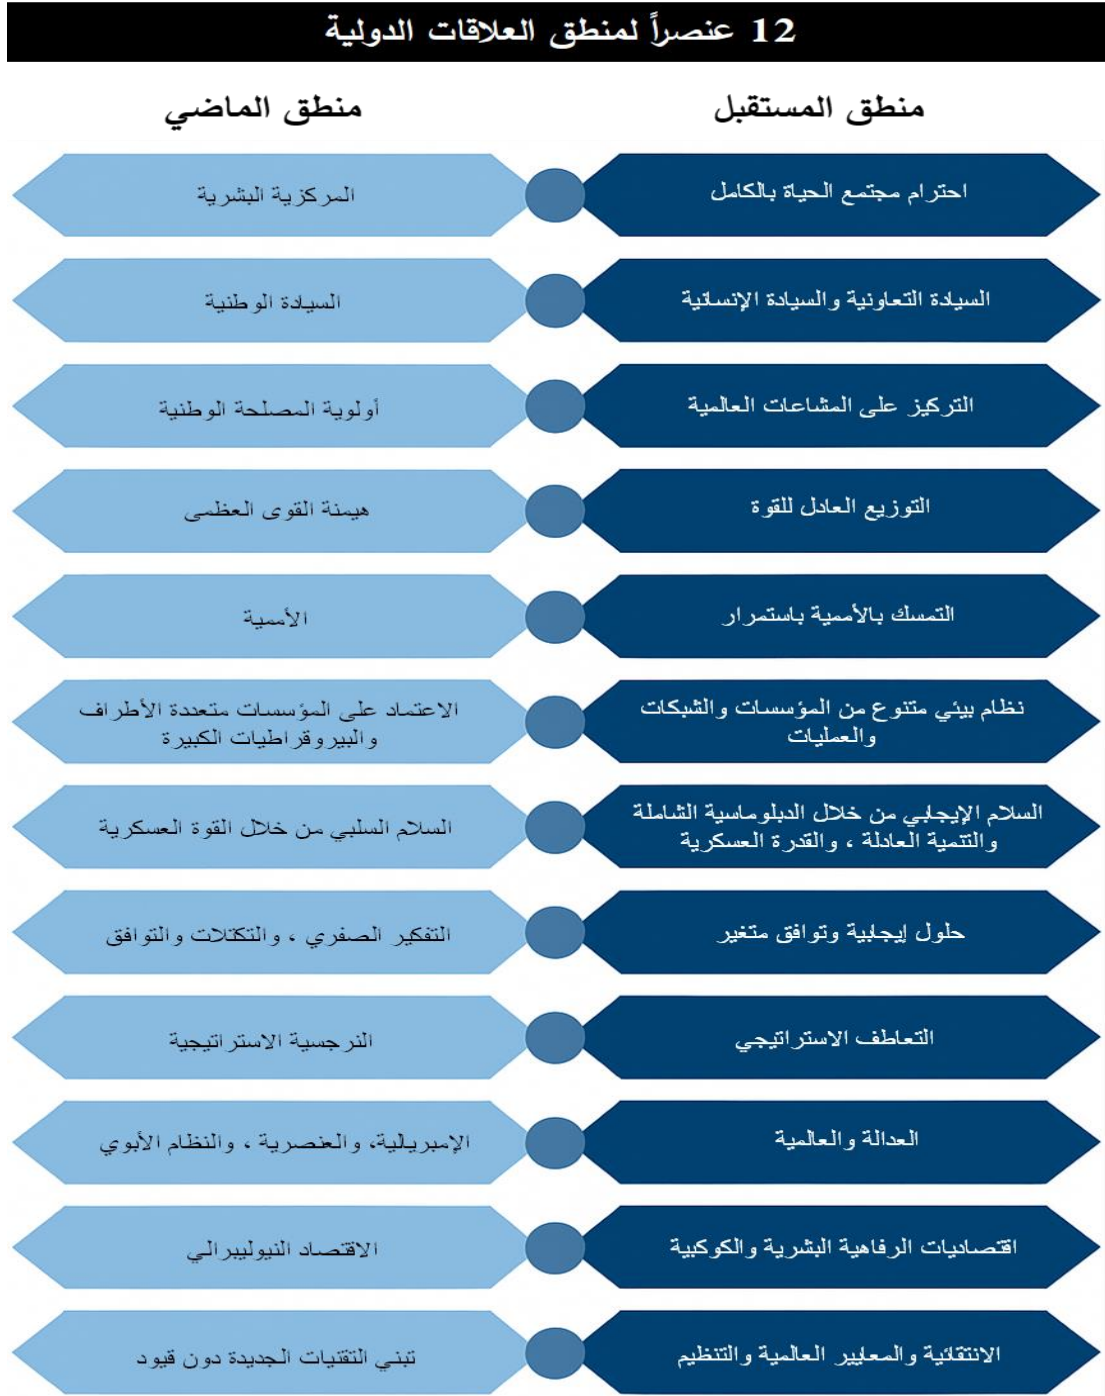 12 عنصراً لمنطق العلاقات الدولية
منطق المستقبل
منطق الماضي
احترام مجتمع الحياة بالكامل
المركزية البشرية
السيادة التعاونية والسيادة الإنسانية
السيادة الوطنية
التركيز على المشاعات العالمية
أولوية المصلحة الوطنية
التوزيع العادل للقوة
هيمنة القوى العظمى
التمسك بالأممية باستمرار
الأممية
نظام بيئي متنوع من المؤسسات والشبكات
والعمليات
الاعتماد على المؤسسات متعددة الأطراف
والبيروقراطيات الكبيرة
السلام الإيجابي من خلال الدبلوماسية الشاملة
والتنمية العادلة ، والقدرة العسكرية
السلام السلبي من خلال القوة العسكرية
حلول إيجابية وتوافق متغير
التفكير الصفري ، والتكتلات والتوافق
التعاطف الاستراتيجي
النرجسية الاستراتيجية
العدالة والعالمية
الإمبريالية، والعنصرية ، والنظام الأبوي
اقتصاديات الرفاهية البشرية والكوكبية
الاقتصاد النيوليبرالي
الانتقائية والمعايير العالمية والتنظيم
تبني التقنيات الجديدة دون قيود